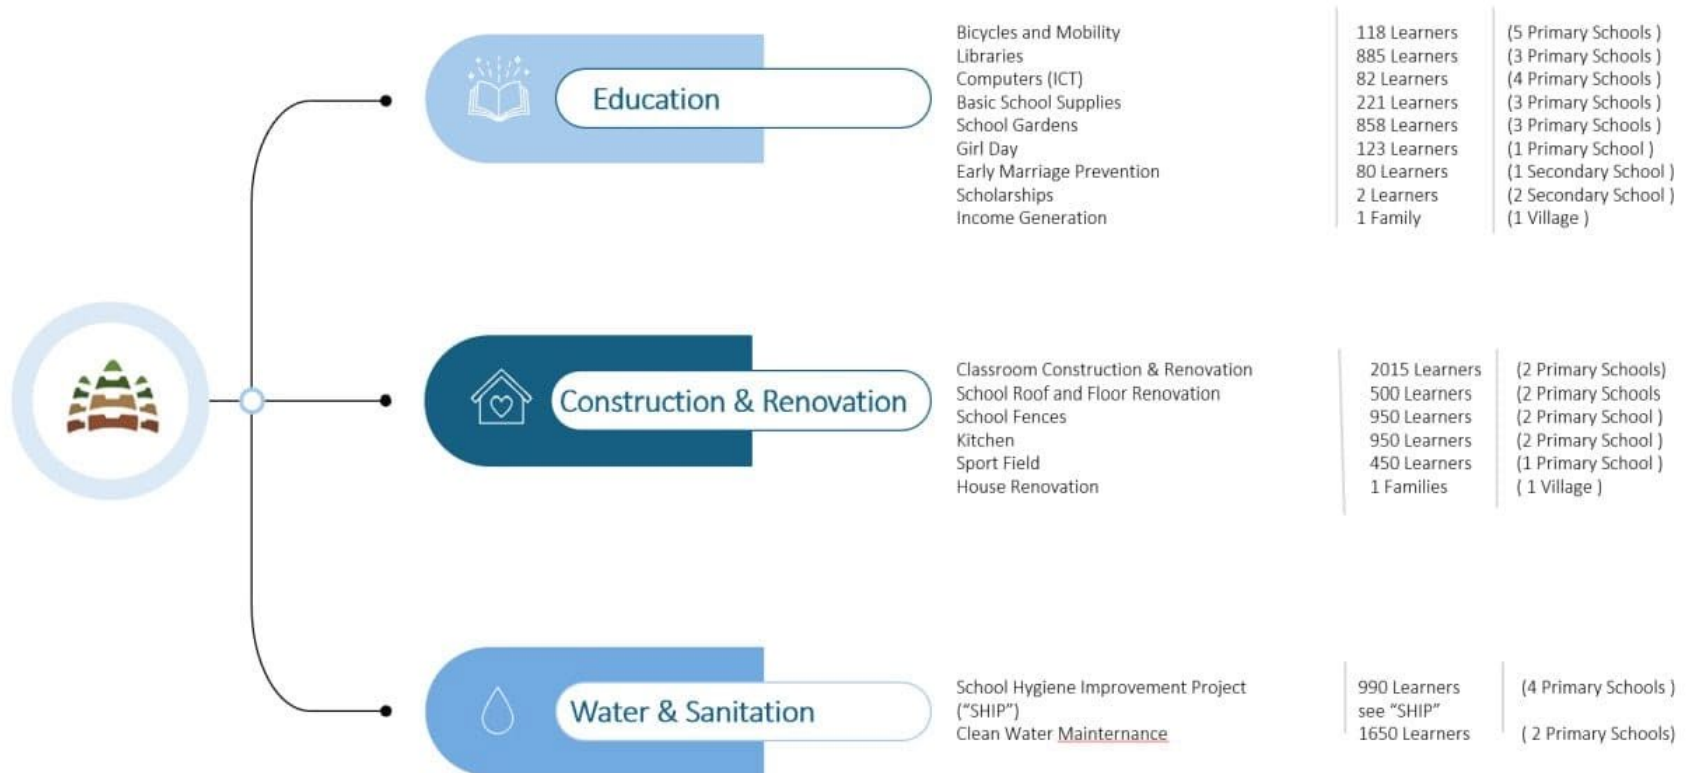 Education
Bicycles and Mobility 118 Learners (5 Primary Schools )
Libraries 885 Learners (3 Primary Schools )
Computers (ICT) 82 Learners (4 Primary Schools )
Basic School Supplies 221 Learners (3 Primary Schools )
School Gardens 858 Learners (3 Primary Schools )
Girl Day 123 Learners (1 Primary School )
Early Marriage Prevention 80 Learners (1 Secondary School )
Scholarships 2 Learners (2 Secondary School )
Income Generation 1 Family (1 Village )
Construction & Renovation
Classroom Construction & Renovation 2015 Learners (2 Primary Schools)
School Roof and Floor Renovation 500 Learners (2 Primary Schools
School Fences 950 Learners (2 Primary School )
Kitchen 950 Learners (2 Primary School )
Sport Field 450 Learners (1 Primary School )
House Renovation 1 Families ( 1 Village )
Water & Sanitation
School Hygiene Improvement Project 990 Learners (4 Primary Schools )
(“SHIP”) see “SHIP”
Clean Water Mainternance 1650 Learners ( 2 Primary Schools)